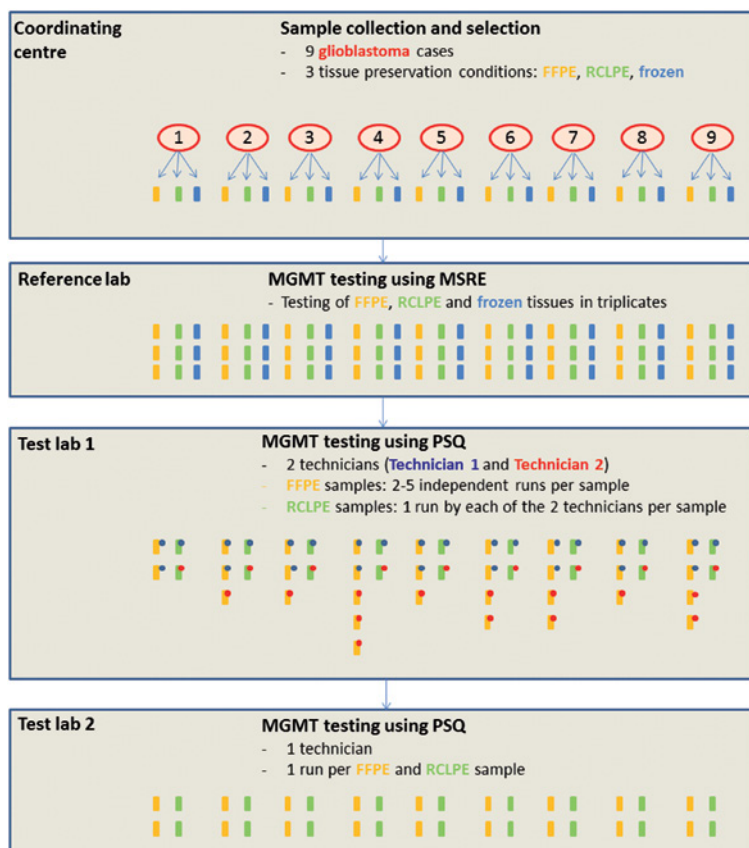 Coordinating
centre
Sample collection and selection
- 9 glioblastoma cases
- 3 tissue preservation conditions: FFPE, RCLPE, frozen
1 2 3 4 5 6 7 8 9
Reference lab
MGMT testing using MSRE
- Testing of FFPE, RCLPE and frozen tissues in triplicates
Test lab 1
MGMT testing using PSQ
- 2 technicians (Technician 1 and Technician 2)
- FFPE samples: 2-5 independent runs per sample
- RCLPE samples: 1 run by each of the 2 technicians per sample
Test lab 2
MGMT testing using PSQ
- 1 technician
- 1 run per FFPE and RCLPE sample